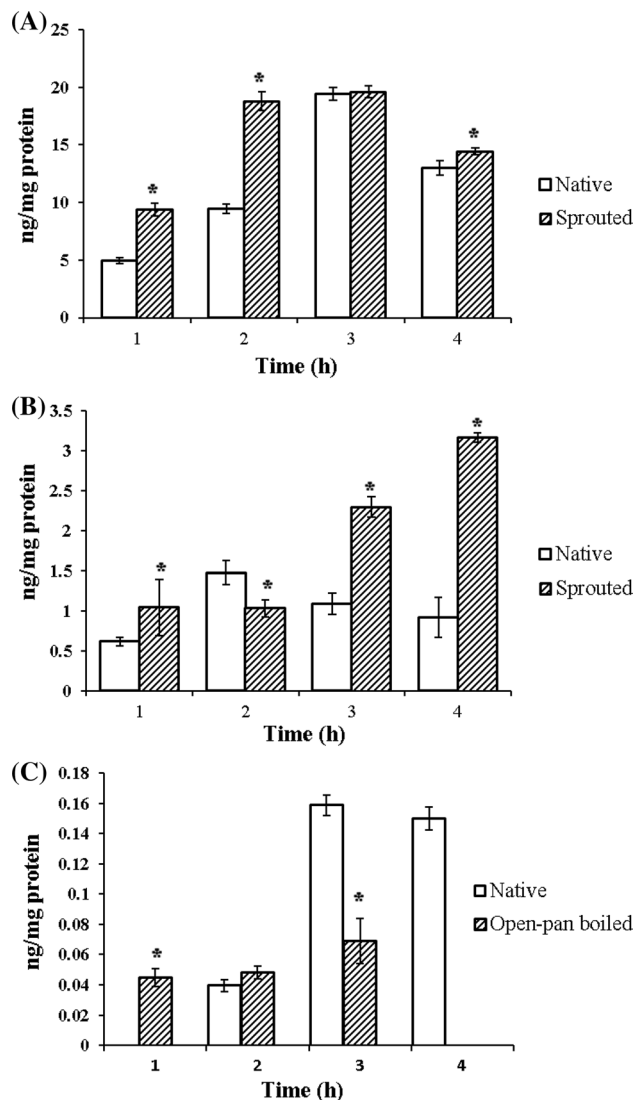 (A)
ng/mg protein
25
20
15
10
5
0
* * *
1 2 3 4
Time (h)
Native
Sprouted
(B)
ng/mg protein
3.5
3
2.5
2
1.5
1
0.5
0
* * * *
1 2 3 4
Time (h)
Native
Sprouted
(C)
ng/mg protein
0.18
0.16
0.14
0.12
0.1
0.08
0.06
0.04
0.02
0
* *
1 2 3 4
Time (h)
Native
Open-pan boiled